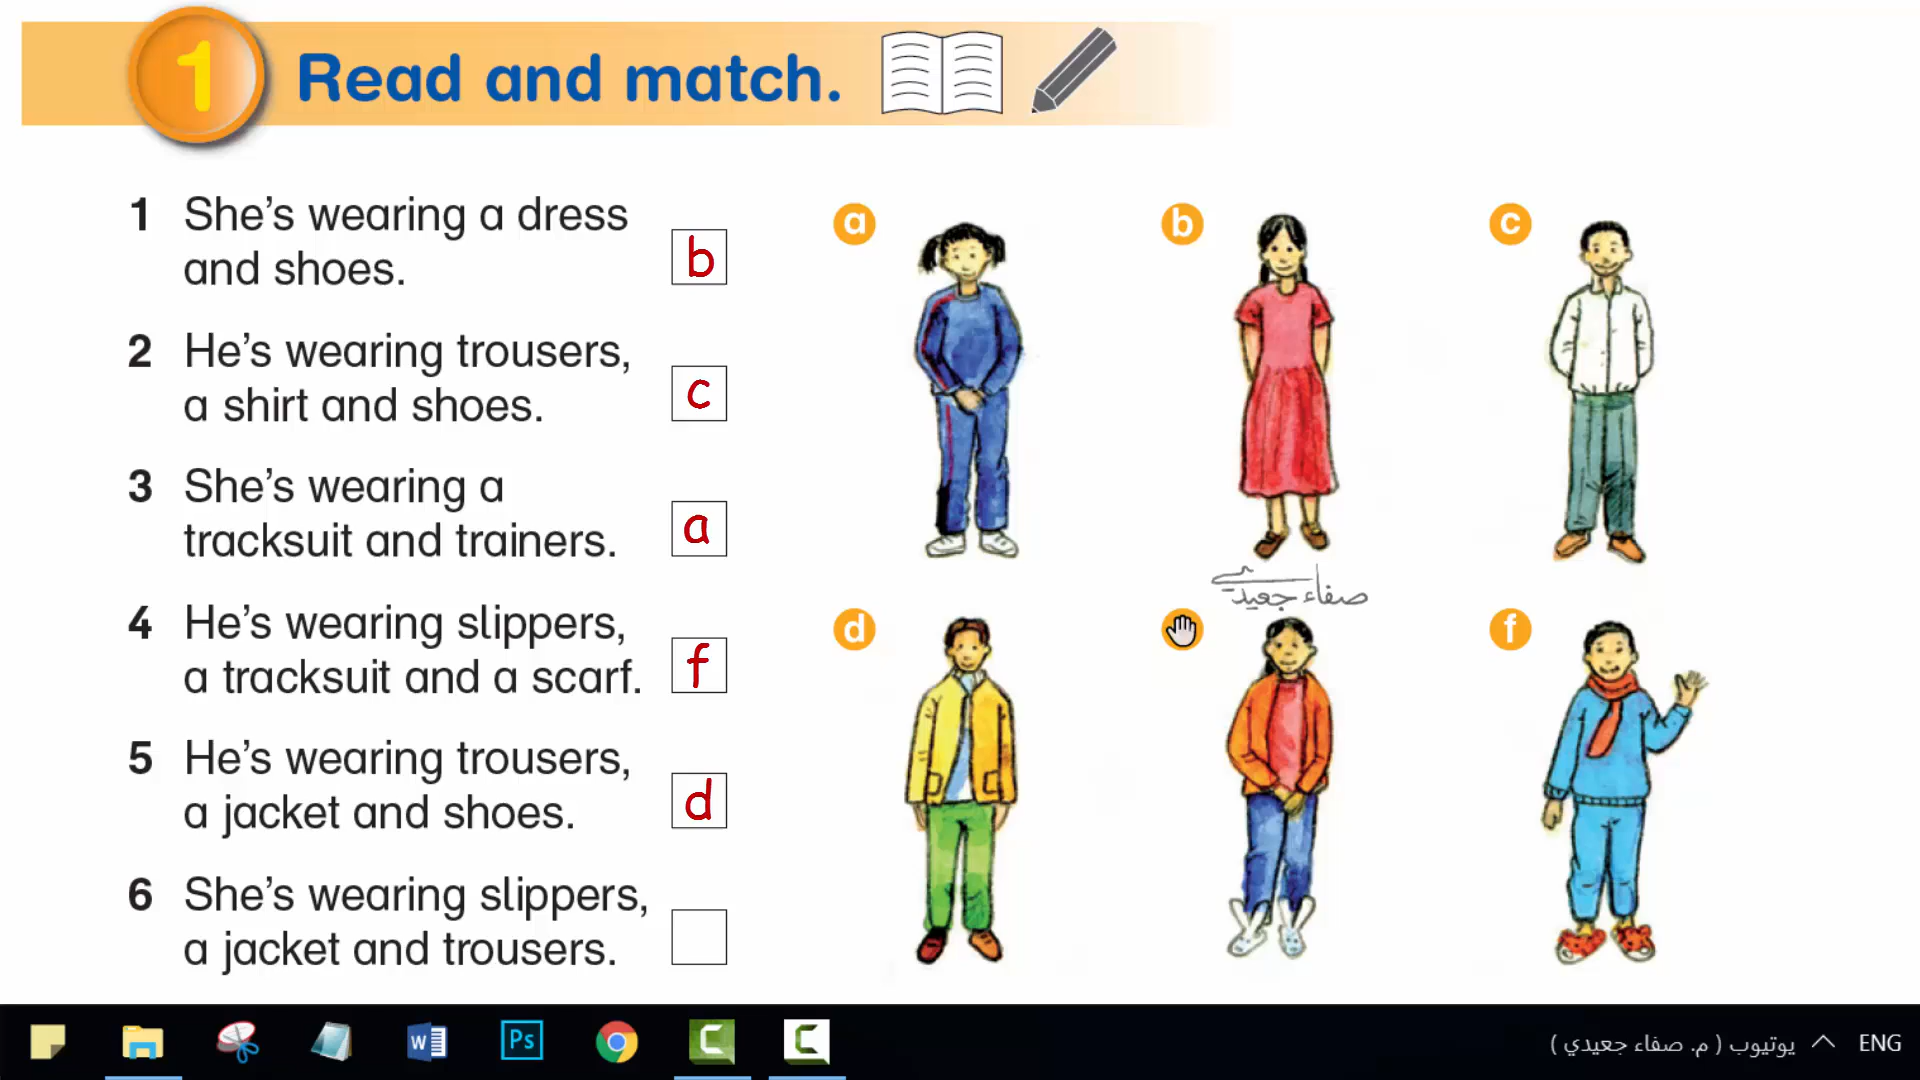 1 Read and match.
1 She's wearing a dress
and shoes.
b
2 He's wearing trousers,
a shirt and shoes.
c
3 She's wearing a
tracksuit and trainers.
a
4 He's wearing slippers,
a tracksuit and a scarf.
f
5 He's wearing trousers,
a jacket and shoes.
d
6 She's wearing slippers,
a jacket and trousers.
a
b
c
صفاء جعيدي
d
f
W
Ps
C
C
يوتيوب ( م. صفاء جعيدي )
ENG